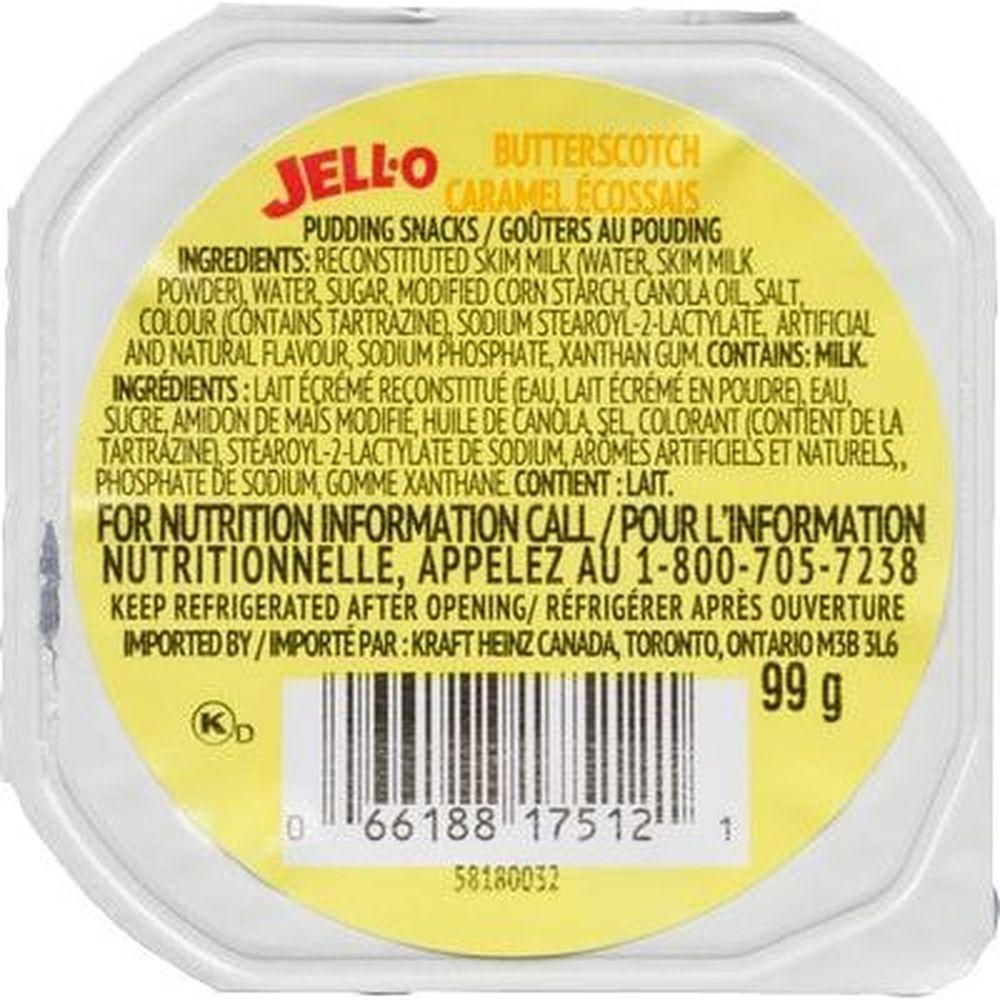 JELL-O
BUTTERSCOTCH
CARAMEL ÉCOSSAIS
PUDDING SNACKS / GOÛTERS AU POUDING
INGREDIENTS: RECONSTITUTED SKIM MILK (WATER, SKIM MILK
POWDER), WATER, SUGAR, MODIFIED CORN STARCH, CANOLA OIL, SALT,
COLOUR (CONTAINS TARTRAZINE), SODIUM STEAROYL-2-LACTYLATE, ARTIFICIAL
AND NATURAL FLAVOUR, SODIUM PHOSPHATE, XANTHAN GUM. CONTAINS: MILK.
INGRÉDIENTS : LAIT ÉCRÉMÉ RECONSTITUÉ (EAU, LAIT ÉCRÉMÉ EN POUDRE), EAU,
SUCRE, AMIDON DE MAÏS MODIFIÉ, HUILE DE CANOLA, SEL, COLORANT (CONTIENT DE LA
TARTRAZINE), STÉAROYL-2-LACTYLATE DE SODIUM, ARÔMES ARTIFICIELS ET NATURELS, ,
PHOSPHATE DE SODIUM, GOMME XANTHANE. CONTIENT : LAIT.
FOR NUTRITION INFORMATION CALL / POUR L'INFORMATION
NUTRITIONNELLE, APPELEZ AU 1-800-705-7238
KEEP REFRIGERATED AFTER OPENING/ RÉFRIGÉRER APRÈS OUVERTURE
IMPORTED BY / IMPORTÉ PAR : KRAFT HEINZ CANADA, TORONTO, ONTARIO M3B 3L6
99 g
K D
0 66188 17512 1
58180032